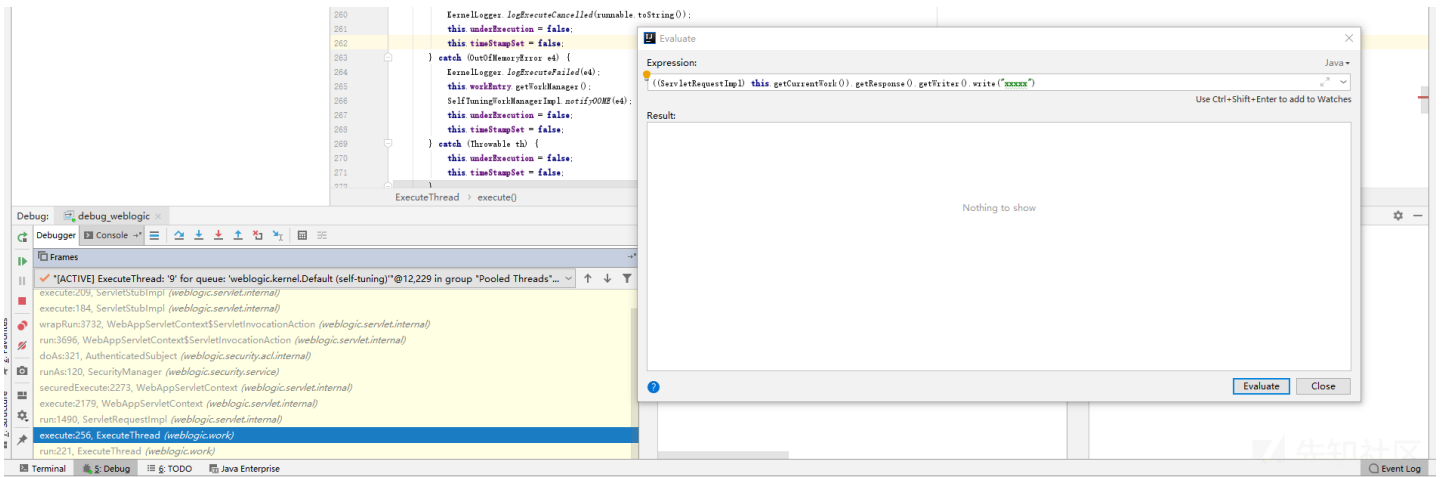 260 KernelLogger.logExecuteCancelled(runnable.toString());
261 this.underExecution = false;
262 this.timeStampSet = false;
263 } catch (OutOfMemoryError e4) {
264 KernelLogger.logExecuteFailed(e4);
265 this.workEntry.getWorkManager();
266 SelfTuningWorkManagerImpl.notifyOOME(e4);
267 this.underExecution = false;
268 this.timeStampSet = false;
269 } catch (Throwable th) {
270 this.underExecution = false;
271 this.timeStampSet = false;
272 }
ExecuteThread › execute()
Evaluate
Expression:
Java
((ServletRequestImpl) this.getCurrentWork()).getResponse().getWriter().write("xxxxx")
Use Ctrl+Shift+Enter to add to Watches
Result:
Nothing to show
Evaluate
Close
Debug: debug_weblogic
Debugger Console
Frames
"[ACTIVE] ExecuteThread: '9' for queue: 'weblogic.kernel.Default (self-tuning)'"@12,229 in group "Pooled Threads"...
execute:209, ServletStubImpl (weblogic.servlet.internal)
execute:184, ServletStubImpl (weblogic.servlet.internal)
wrapRun:3732, WebAppServletContext$ServletInvocationAction (weblogic.servlet.internal)
run:3696, WebAppServletContext$ServletInvocationAction (weblogic.servlet.internal)
doAs:321, AuthenticatedSubject (weblogic.security.acl.internal)
runAs:120, SecurityManager (weblogic.security.service)
securedExecute:2273, WebAppServletContext (weblogic.servlet.internal)
execute:2179, WebAppServletContext (weblogic.servlet.internal)
run:1490, ServletRequestImpl (weblogic.servlet.internal)
execute:256, ExecuteThread (weblogic.work)
run:221, ExecuteThread (weblogic.work)
Favorites
Structure
先知社区
Terminal 5: Debug 6: TODO Java Enterprise
Event Log